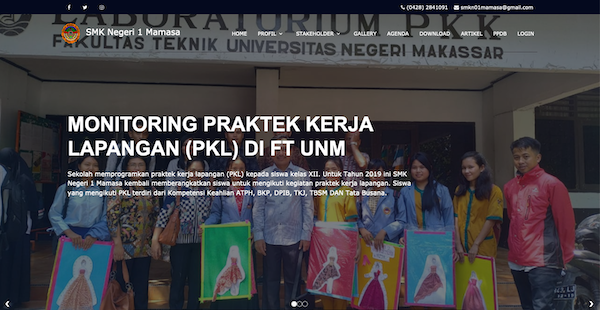 (0428) 2841091 smkn01mamasa@gmail.com
LABORATORIUM PKK
SMK Negeri 1 Mamasa
HOME PROFIL STAKEHOLDER GALLERY AGENDA DOWNLOAD ARTIKEL PPDB LOGIN
FAKULTAS TEKNIK UNIVERSITAS NEGERI MAKASSAR
MONITORING PRAKTEK KERJA
LAPANGAN (PKL) DI FT UNM
Sekolah memprogramkan praktek kerja lapangan (PKL) kepada siswa kelas XII. Untuk Tahun 2019 ini SMK
Negeri 1 Mamasa kembali memberangkatkan siswa untuk mengikuti kegiatan praktek kerja lapangan. Siswa
yang mengikuti PKL terdiri dari Kompetensi Keahlian ATPH, BKP, DPIB, TKJ, TBSM DAN Tata Busana.